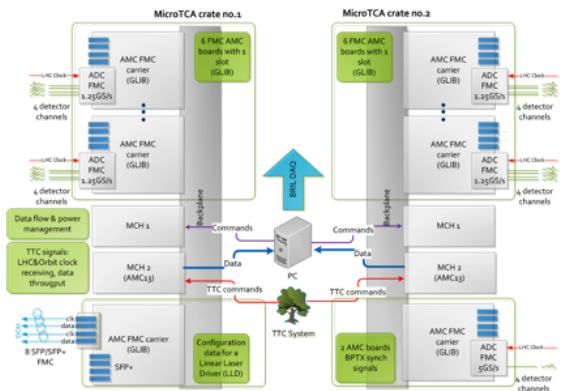 MicroTCA crate no.1
MicroTCA crate no.2
AMC FMC
carrier
(GLIB)
6 FMC AMC
boards with 1
slot
(GLIB)
LHC Clock
ADC
FMC
1.25GS/s
4 detector
channels
AMC FMC
carrier
(GLIB)
LHC Clock
ADC
FMC
1.25GS/s
4 detector
channels
6 FMC AMC
boards with 1
slot
(GLIB)
AMC FMC
carrier
(GLIB)
ADC
FMC
1.25GS/s
LHC Clock
4 detector
channels
AMC FMC
carrier
(GLIB)
ADC
FMC
1.25GS/s
LHC Clock
4 detector
channels
BRIL DAQ
Backplane
Backplane
Data flow & power
management
MCH 1
Commands
Commands
MCH 1
TTC signals:
LHC&Orbit clock
receiving, data
througput
MCH 2
(AMC13)
Data
PC
Data
MCH 2
(AMC13)
TTC commands
TTC commands
TTC System
DOH
clk
data
clk
data
8 SFP/SFP+
FMC
AMC FMC carrier
(GLIB)
SFP+
Configuration
data for a
Linear Laser
Driver (LLD)
2 AMC boards
BPTX synch
signals
AMC FMC
carrier
(GLIB)
ADC
FMC
5GS/s
LHC Clock
4 detector
channels